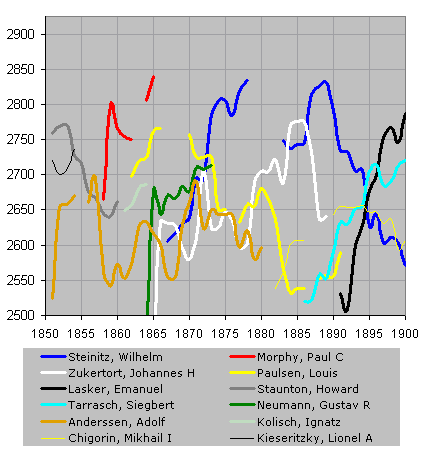 2900
2850
2800
2750
2700
2650
2600
2550
2500
1850 1855 1860 1865 1870 1875 1880 1885 1890 1895 1900
Steinitz, Wilhelm Morphy, Paul C
Zukertort, Johannes H Paulsen, Louis
Lasker, Emanuel Staunton, Howard
Tarrasch, Siegbert Neumann, Gustav R
Anderssen, Adolf Kolisch, Ignatz
Chigorin, Mikhail I Kieseritzky, Lionel A